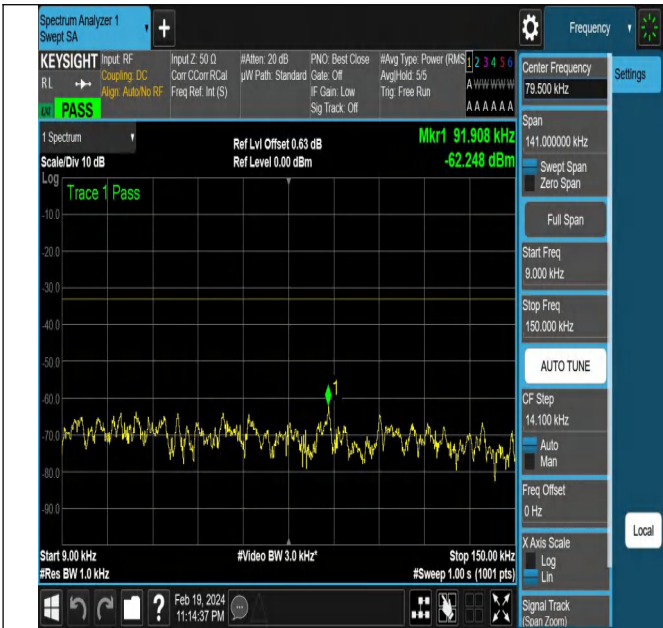 Spectrum Analyzer 1
Swept SA
+
Frequency
KEYSIGHT
RL
PASS
Input: RF
Coupling: DC
Align: Auto/No RF
Input Z: 50 Ω
Corr CCorr RCal
Freq Ref: Int (S)
#Atten: 20 dB
µW Path: Standard
PNO: Best Close
Gate: Off
IF Gain: Low
Sig Track: Off
#Avg Type: Power (RMS
Avg|Hold: 5/5
Trig: Free Run
1 2 3 4 5 6
A W W W W W
A A A A A A
Center Frequency
79.500 kHz
Settings
1 Spectrum
Scale/Div 10 dB
Ref Lvl Offset 0.63 dB
Ref Level 0.00 dBm
Mkr1 91.908 kHz
-62.248 dBm
Log
Trace 1 Pass
-10.0
-20.0
-30.0
-40.0
-50.0
-60.0
-70.0
-80.0
-90.0
1
Start 9.00 kHz
#Res BW 1.0 kHz
#Video BW 3.0 kHz*
Stop 150.00 kHz
#Sweep 1.00 s (1001 pts)
Span
141.000000 kHz
Swept Span
Zero Span
Full Span
Start Freq
9.000 kHz
Stop Freq
150.000 kHz
AUTO TUNE
CF Step
14.100 kHz
Auto
Man
Freq Offset
0 Hz
X Axis Scale
Log
Lin
Signal Track
(Span Zoom)
Local
?
Feb 19, 2024
11:14:37 PM